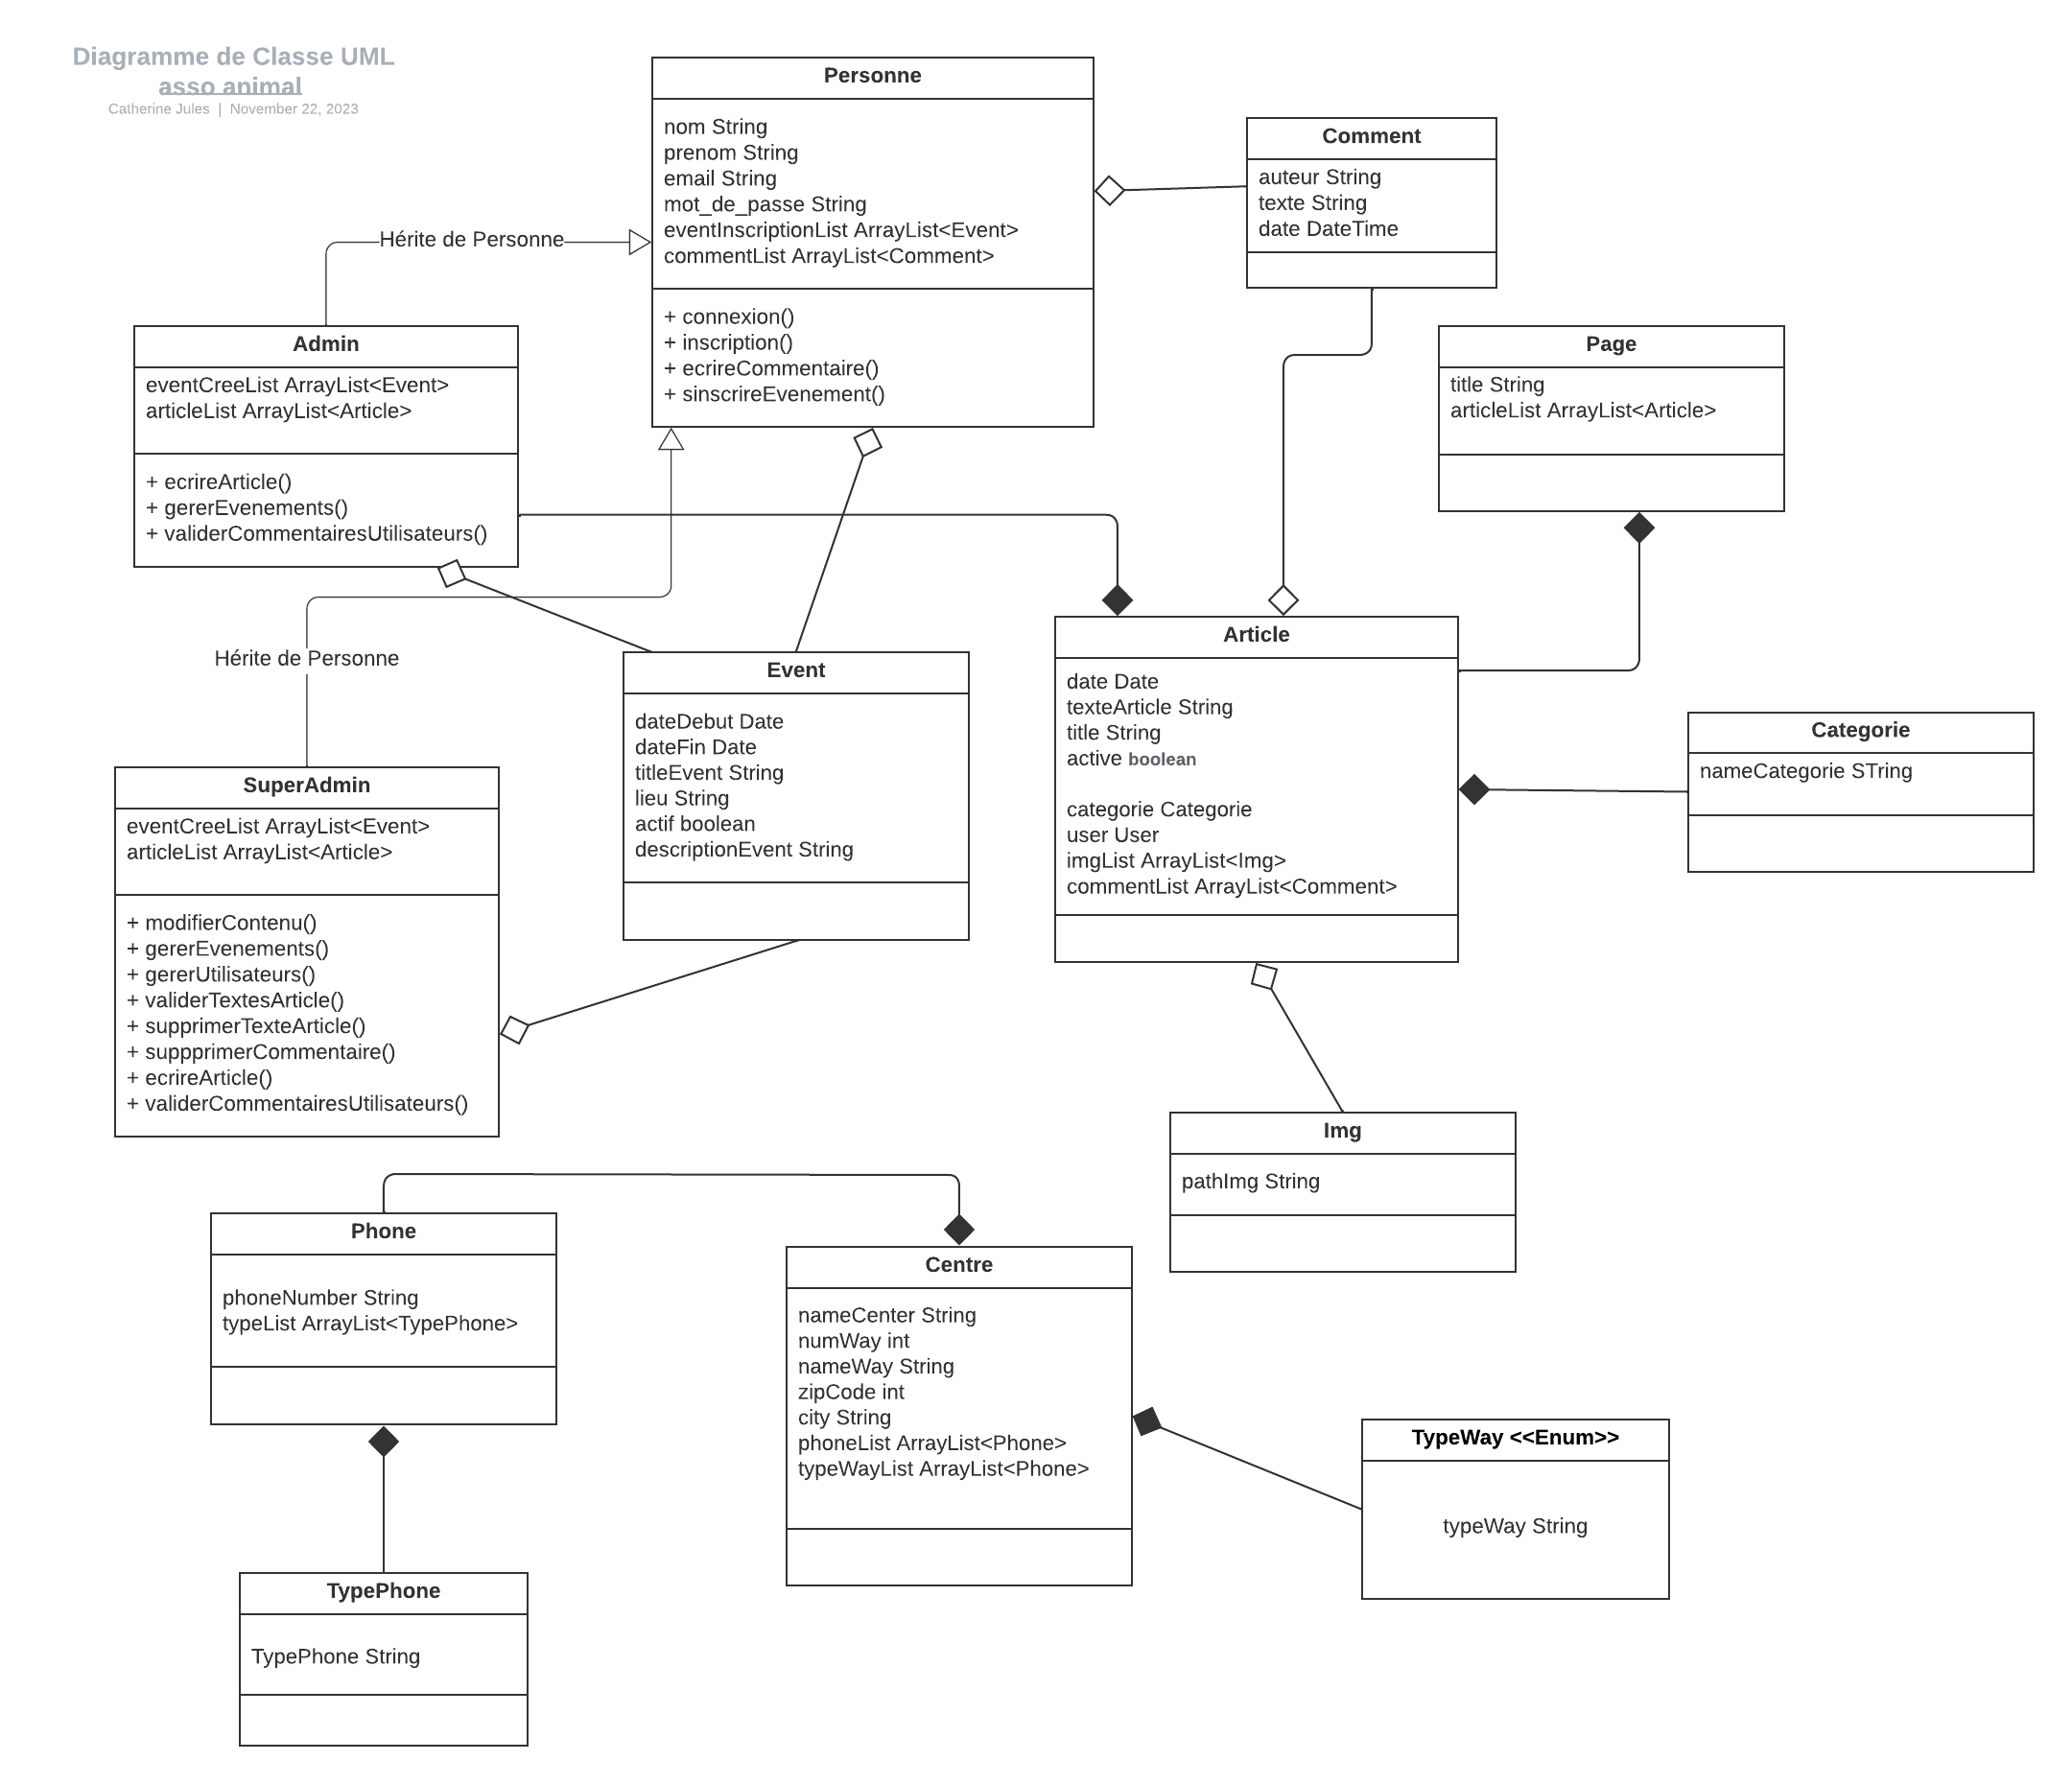 Diagramme de Classe UML
asso animal
Catherine Jules | November 22, 2023
Personne
nom String
prenom String
email String
mot_de_passe String
eventInscriptionList ArrayList<Event>
commentList ArrayList<Comment>
+ connexion()
+ inscription()
+ ecrireCommentaire()
+ sinscrireEvenement()
Comment
auteur String
texte String
date DateTime
Hérite de Personne
Admin
eventCreeList ArrayList<Event>
articleList ArrayList<Article>
+ ecrireArticle()
+ gererEvenements()
+ validerCommentairesUtilisateurs()
Page
title String
articleList ArrayList<Article>
Hérite de Personne
Event
dateDebut Date
dateFin Date
titleEvent String
lieu String
actif boolean
descriptionEvent String
Article
date Date
texteArticle String
title String
active boolean
categorie Categorie
user User
imgList ArrayList<Img>
commentList ArrayList<Comment>
Categorie
nameCategorie STring
SuperAdmin
eventCreeList ArrayList<Event>
articleList ArrayList<Article>
+ modifierContenu()
+ gererEvenements()
+ gererUtilisateurs()
+ validerTextesArticle()
+ supprimerTexteArticle()
+ suppprimerCommentaire()
+ ecrireArticle()
+ validerCommentairesUtilisateurs()
Img
pathImg String
Phone
phoneNumber String
typeList ArrayList<TypePhone>
Centre
nameCenter String
numWay int
nameWay String
zipCode int
city String
phoneList ArrayList<Phone>
typeWayList ArrayList<Phone>
TypeWay <<Enum>>
typeWay String
TypePhone
TypePhone String